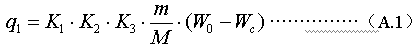 q₁ = K₁ · K₂ · K₃ · m/M · (W₀ − W_c) ⋯⋯⋯⋯⋯⋯（A.1）